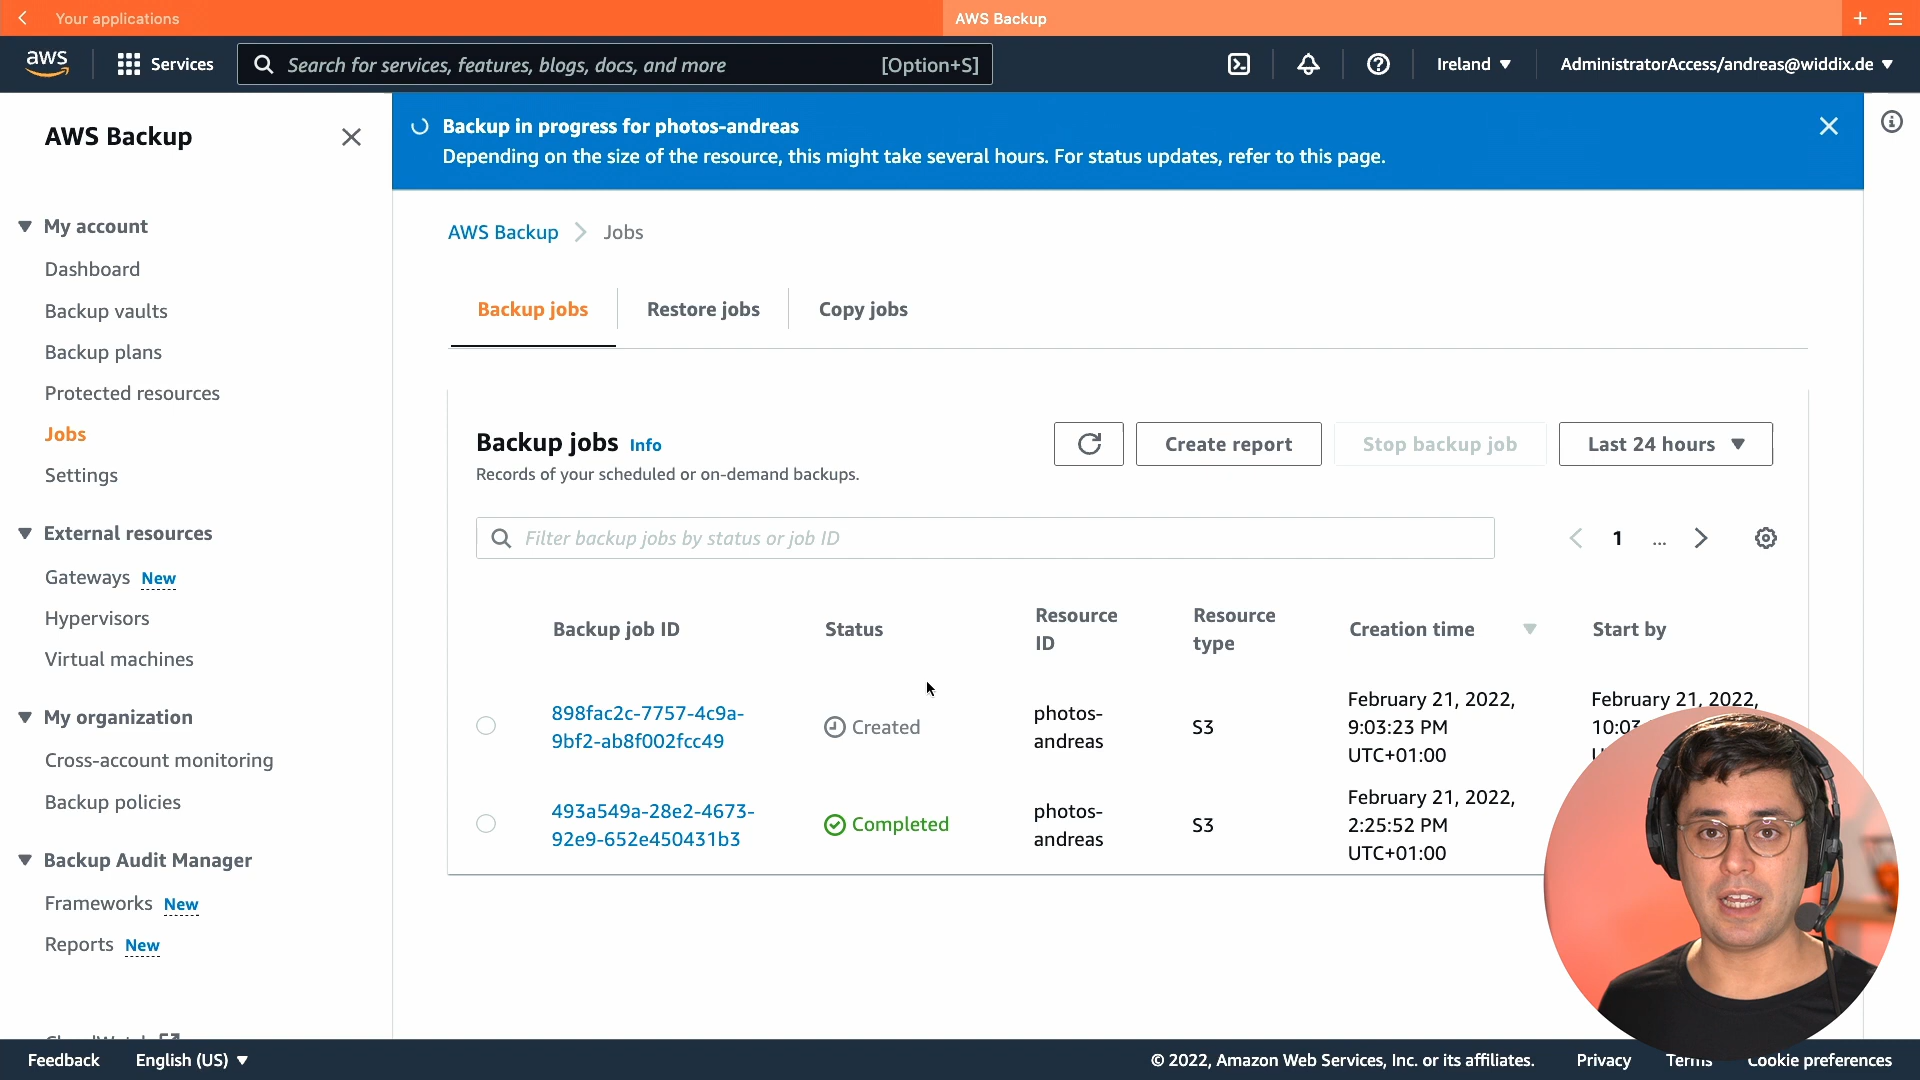 Your applications
AWS Backup
aws
Services
Search for services, features, blogs, docs, and more
[Option+S]
Ireland
AdministratorAccess/andreas@widdix.de
AWS Backup
My account
Dashboard
Backup vaults
Backup plans
Protected resources
Jobs
Settings
External resources
Gateways New
Hypervisors
Virtual machines
My organization
Cross-account monitoring
Backup policies
Backup Audit Manager
Frameworks New
Reports New
Backup in progress for photos-andreas
Depending on the size of the resource, this might take several hours. For status updates, refer to this page.
AWS Backup
Jobs
Backup jobs
Restore jobs
Copy jobs
Backup jobs Info
Records of your scheduled or on-demand backups.
Create report
Stop backup job
Last 24 hours
Filter backup jobs by status or job ID
1
...
Backup job ID
Status
Resource
ID
Resource
type
Creation time
Start by
898fac2c-7757-4c9a-
9bf2-ab8f002fcc49
Created
photos-
andreas
S3
February 21, 2022,
9:03:23 PM
UTC+01:00
February 21, 2022,
10:03
493a549a-28e2-4673-
92e9-652e450431b3
Completed
photos-
andreas
S3
February 21, 2022,
2:25:52 PM
UTC+01:00
Feedback
English (US)
© 2022, Amazon Web Services, Inc. or its affiliates.
Privacy
Terms
Cookie preferences